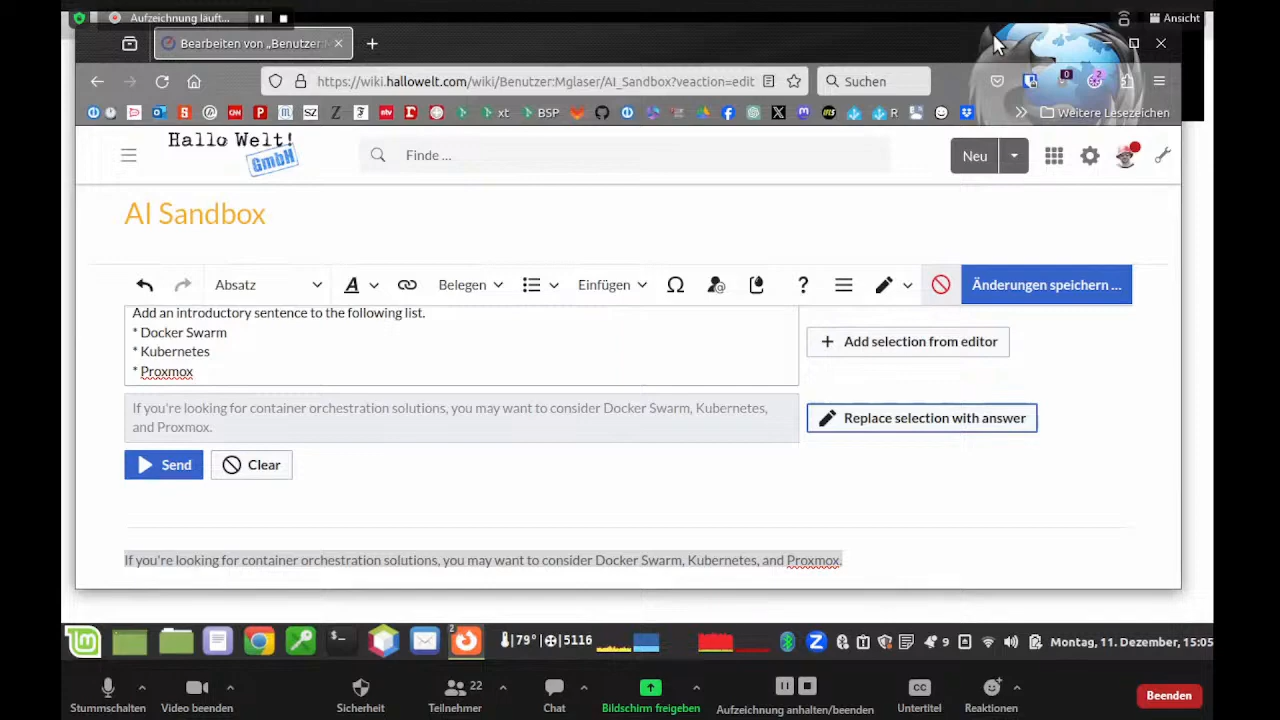 Aufzeichnung läuft...
Ansicht
Bearbeiten von „Benutzer:M
https://wiki.hallowelt.com/wiki/Benutzer:Mglaser/AI_Sandbox?veaction=edit
Suchen
xt
BSP
R
Weitere Lesezeichen
Hallo Welt!
GmbH
Finde ...
Neu
AI Sandbox
Absatz
Belegen
Einfügen
Änderungen speichern ...
Add an introductory sentence to the following list.
* Docker Swarm
* Kubernetes
* Proxmox
Add selection from editor
If you're looking for container orchestration solutions, you may want to consider Docker Swarm, Kubernetes,
and Proxmox.
Replace selection with answer
Send
Clear
If you're looking for container orchestration solutions, you may want to consider Docker Swarm, Kubernetes, and Proxmox.
2
79° 5116
9
Montag, 11. Dezember, 15:05
22
Stummschalten
Video beenden
Sicherheit
Teilnehmer
Chat
Bildschirm freigeben
Aufzeichnung anhalten/beenden
Untertitel
Reaktionen
Beenden